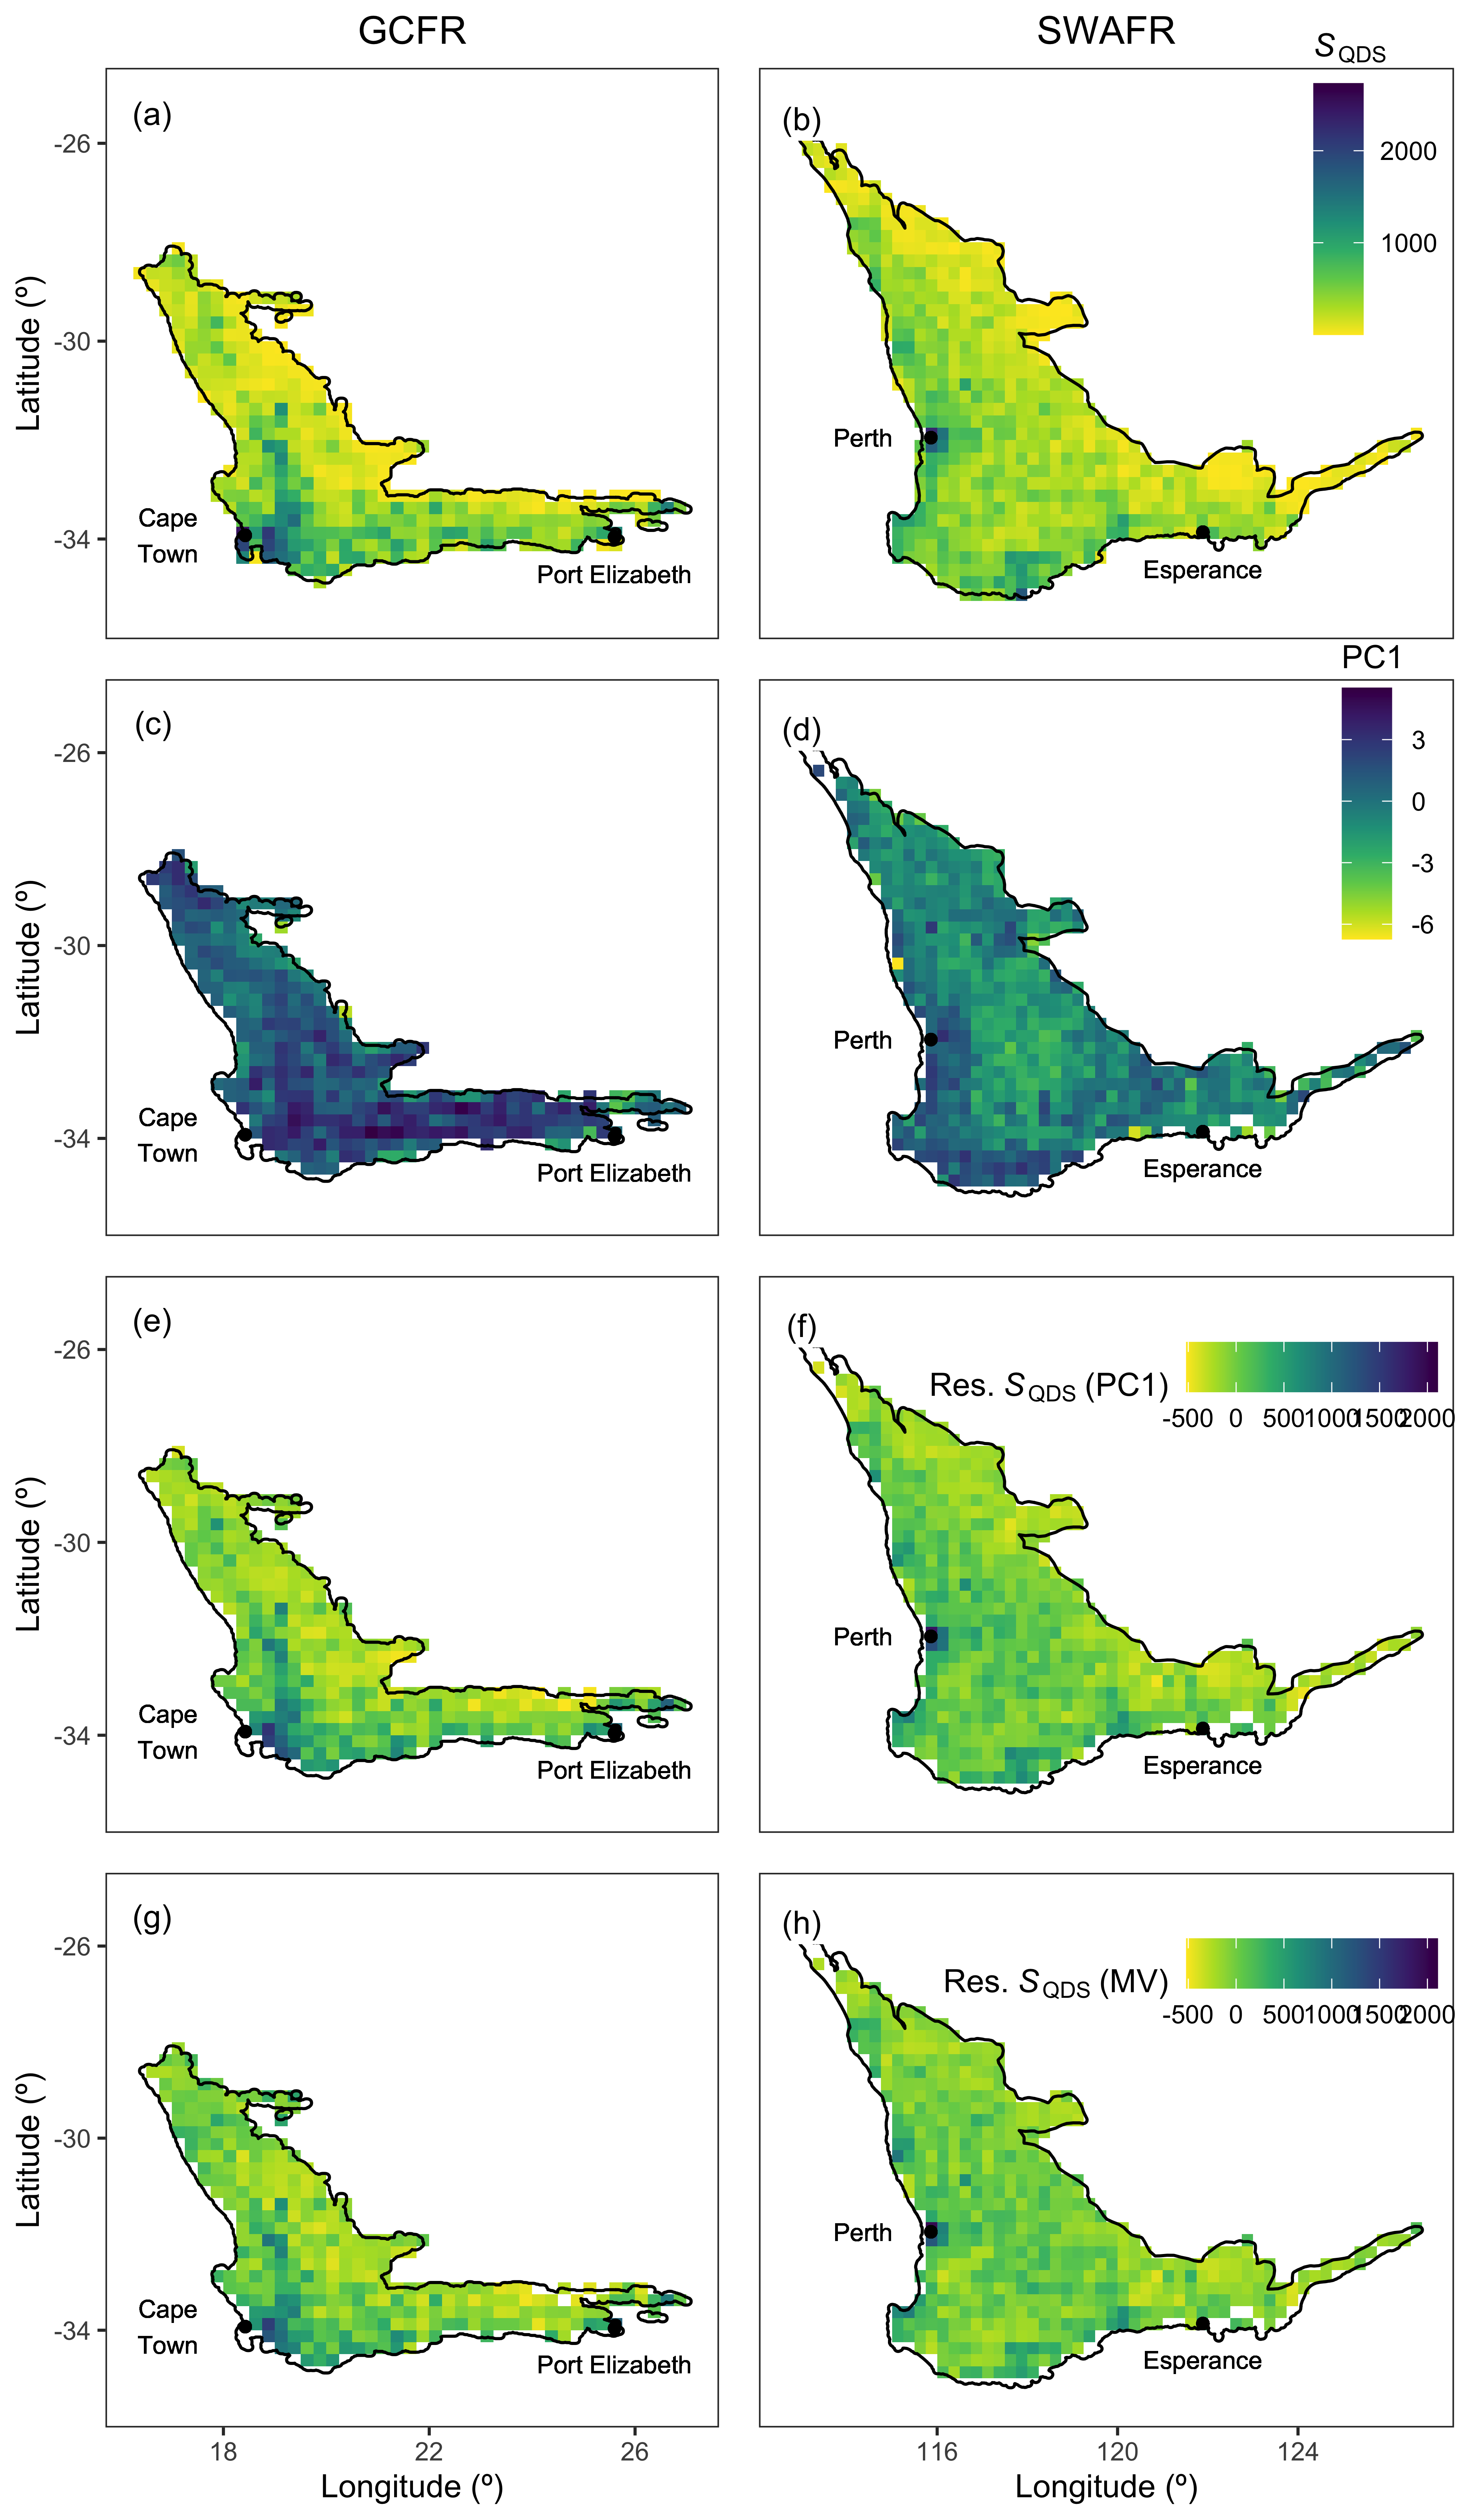 GCFR
SWAFR
(a)
-26
-30
-34
Latitude (º)
Cape
Town
Port Elizabeth
(b)
S QDS
2000
1000
Perth
Esperance
(c)
-26
-30
-34
Latitude (º)
Cape
Town
Port Elizabeth
(d)
PC1
3
0
-3
-6
Perth
Esperance
(e)
-26
-30
-34
Latitude (º)
Cape
Town
Port Elizabeth
(f)
Res. S QDS (PC1)
-500 0 500 1000 1500 2000
Perth
Esperance
(g)
-26
-30
-34
Latitude (º)
Cape
Town
Port Elizabeth
18 22 26
Longitude (º)
(h)
Res. S QDS (MV)
-500 0 500 1000 1500 2000
Perth
Esperance
116 120 124
Longitude (º)